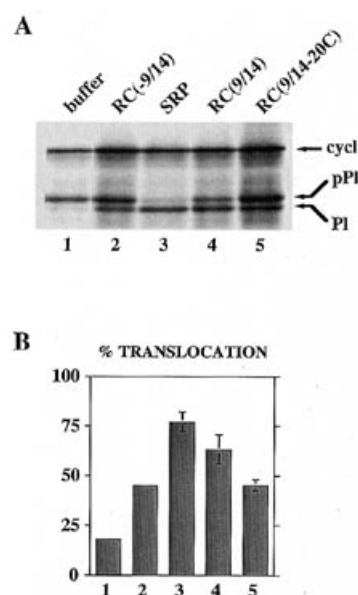 A
buffer
RC(-9/14)
SRP
RC(9/14)
RC(9/14-20C)
cycl
pPl
Pl
1 2 3 4 5
B
% TRANSLOCATION
100
75
50
25
0
1 2 3 4 5